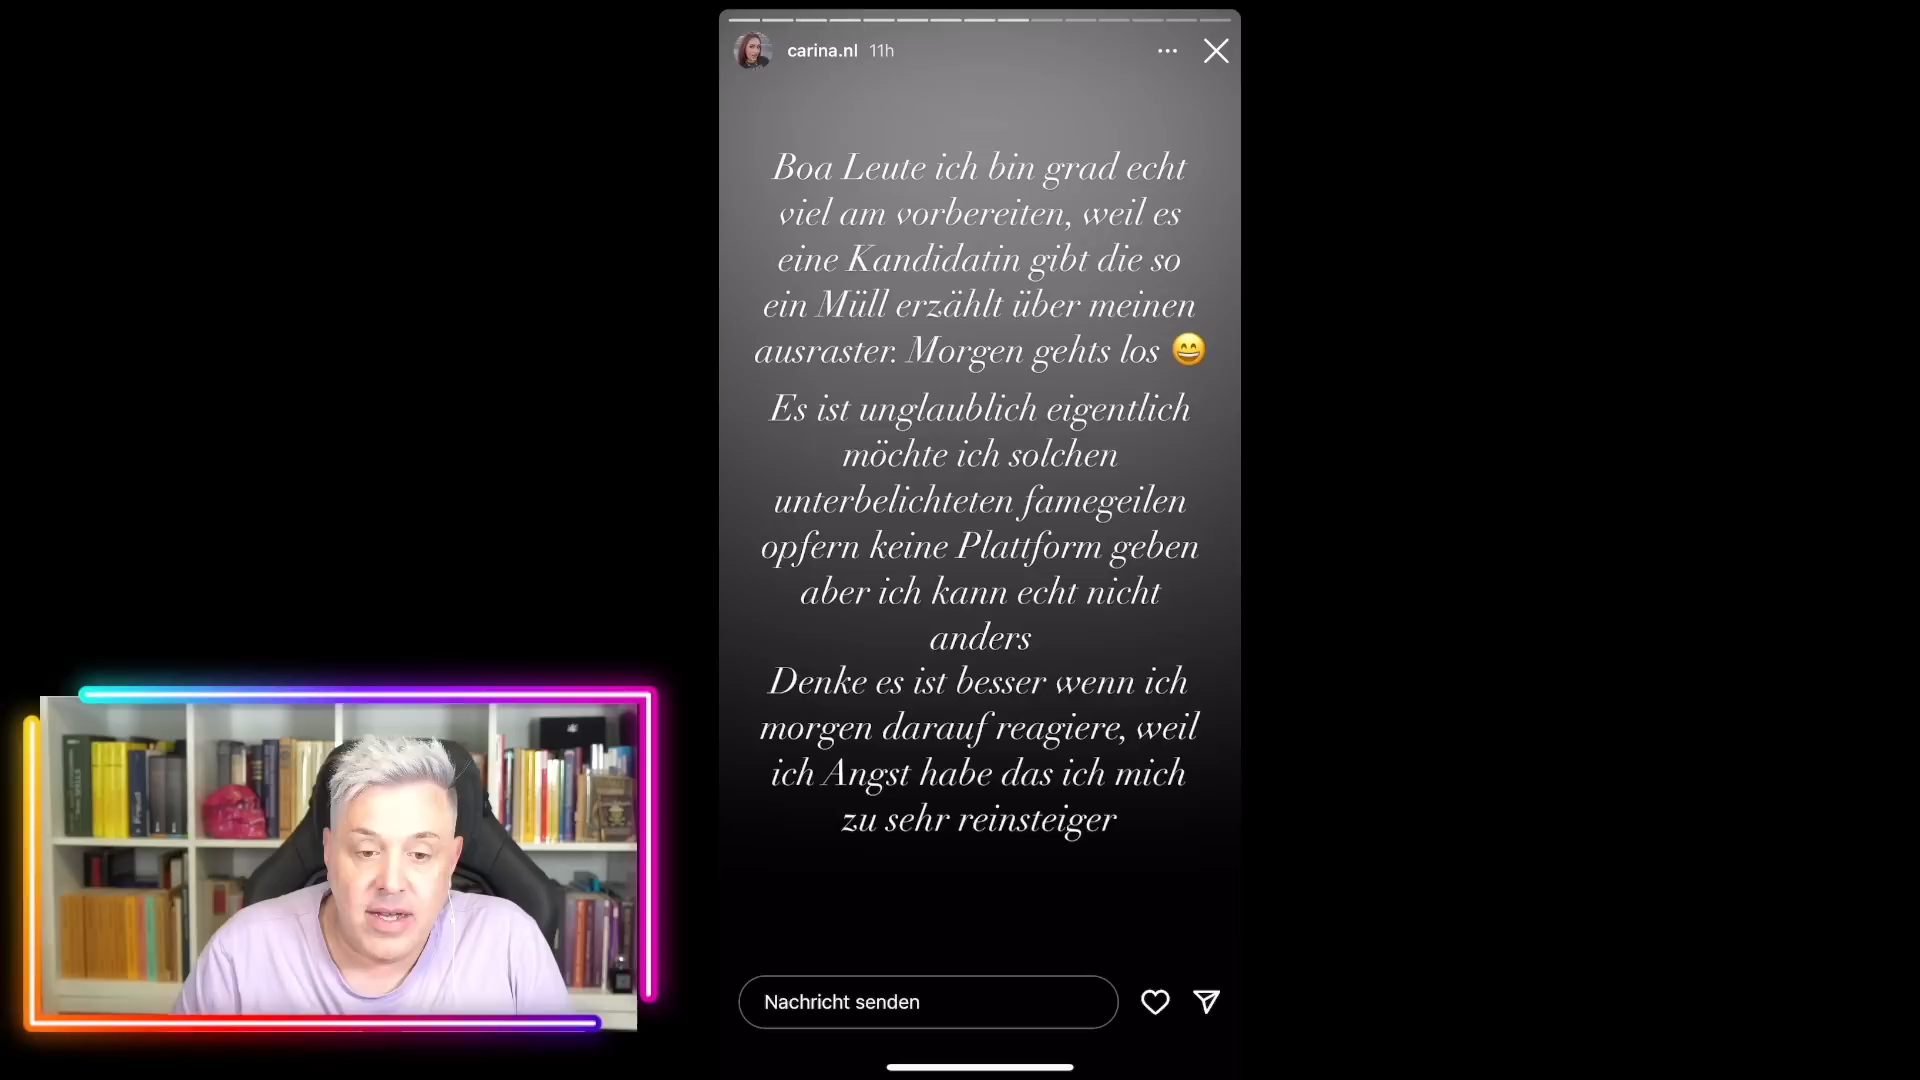 carina.nl 11h
Boa Leute ich bin grad echt
viel am vorbereiten, weil es
eine Kandidatin gibt die so
ein Müll erzählt über meinen
ausraster. Morgen gehts los 😄
Es ist unglaublich eigentlich
möchte ich solchen
unterbelichteten famegeilen
opfern keine Plattform geben
aber ich kann echt nicht
anders
Denke es ist besser wenn ich
morgen darauf reagiere, weil
ich Angst habe das ich mich
zu sehr reinsteiger
Nachricht senden
Freud